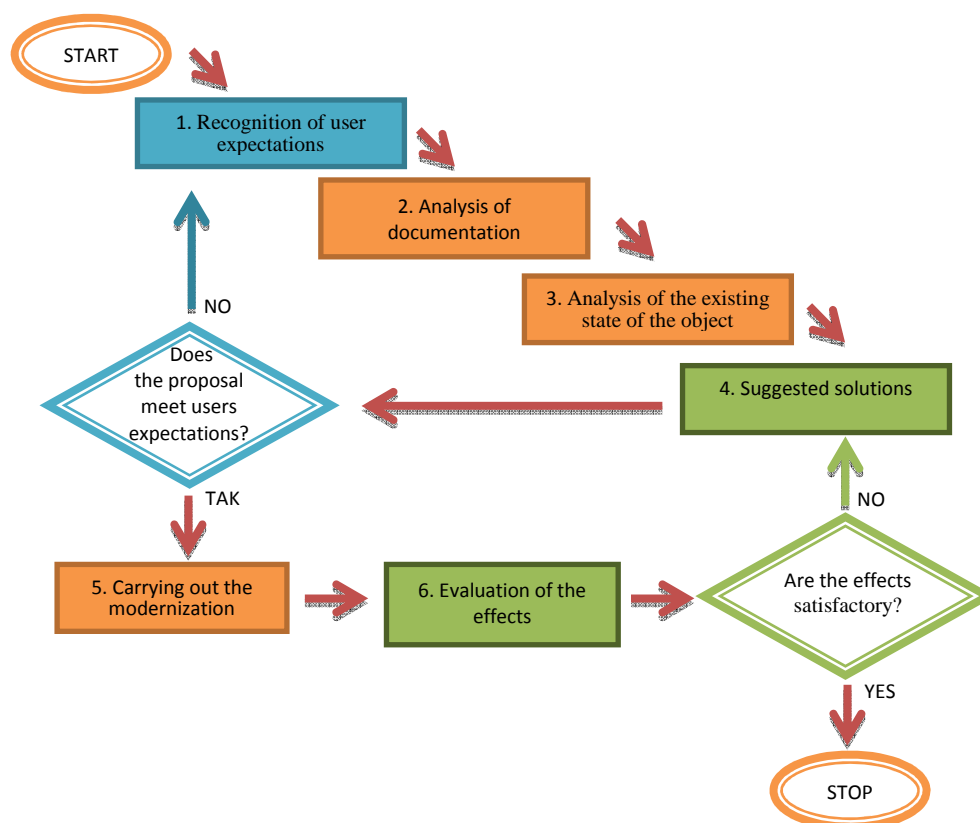 START
1. Recognition of user
expectations
2. Analysis of
documentation
3. Analysis of the existing
state of the object
4. Suggested solutions
NO
Does
the proposal
meet users
expectations?
TAK
5. Carrying out the
modernization
6. Evaluation of the
effects
NO
Are the effects
satisfactory?
YES
STOP